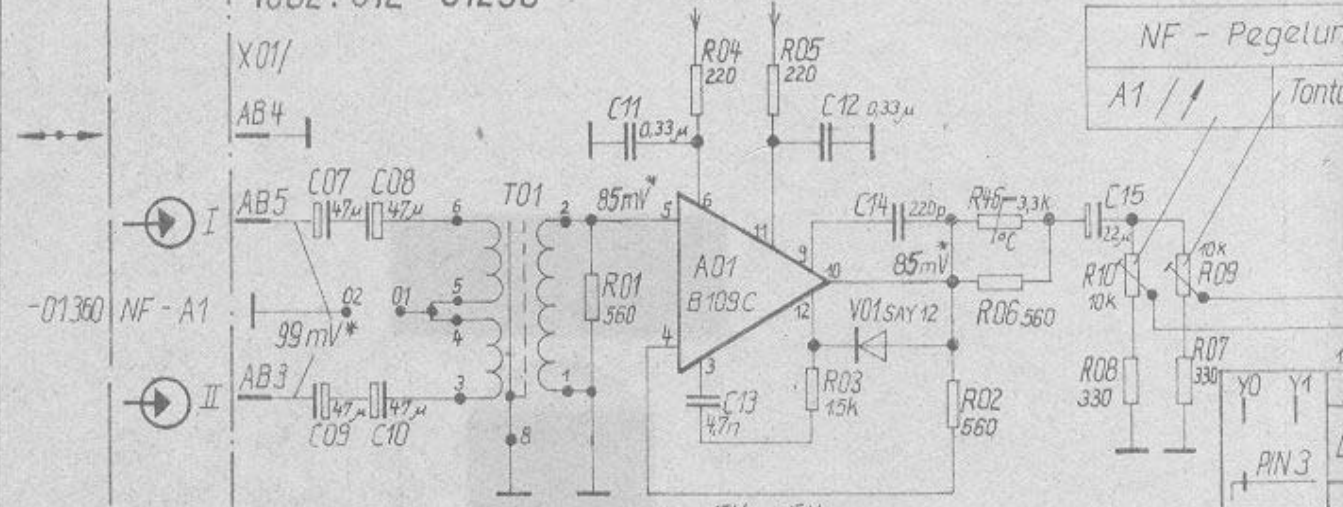 X01/
AB4
R04
220
R05
220
C11
0,33µ
C12 0,33µ
NF - Pegelur
A1
Tontu
I
AB5
C07
47µ
C08
47µ
6
T01
2
85mV*
5
6
11
9
10
12
4
3
A01
B109C
C14
220p
R46
3,3k
85mV*
C15
22µ
R10
10k
10k
R09
-01360
NF - A1
02
01
5
4
99mV*
R01
560
V01 SAY 12
R06 560
II
AB3
47µ
C09
47µ
C10
3
1
8
C13
4,7n
R03
1,5k
R02
560
R08
330
R07
330
Y0
Y1
PIN 3